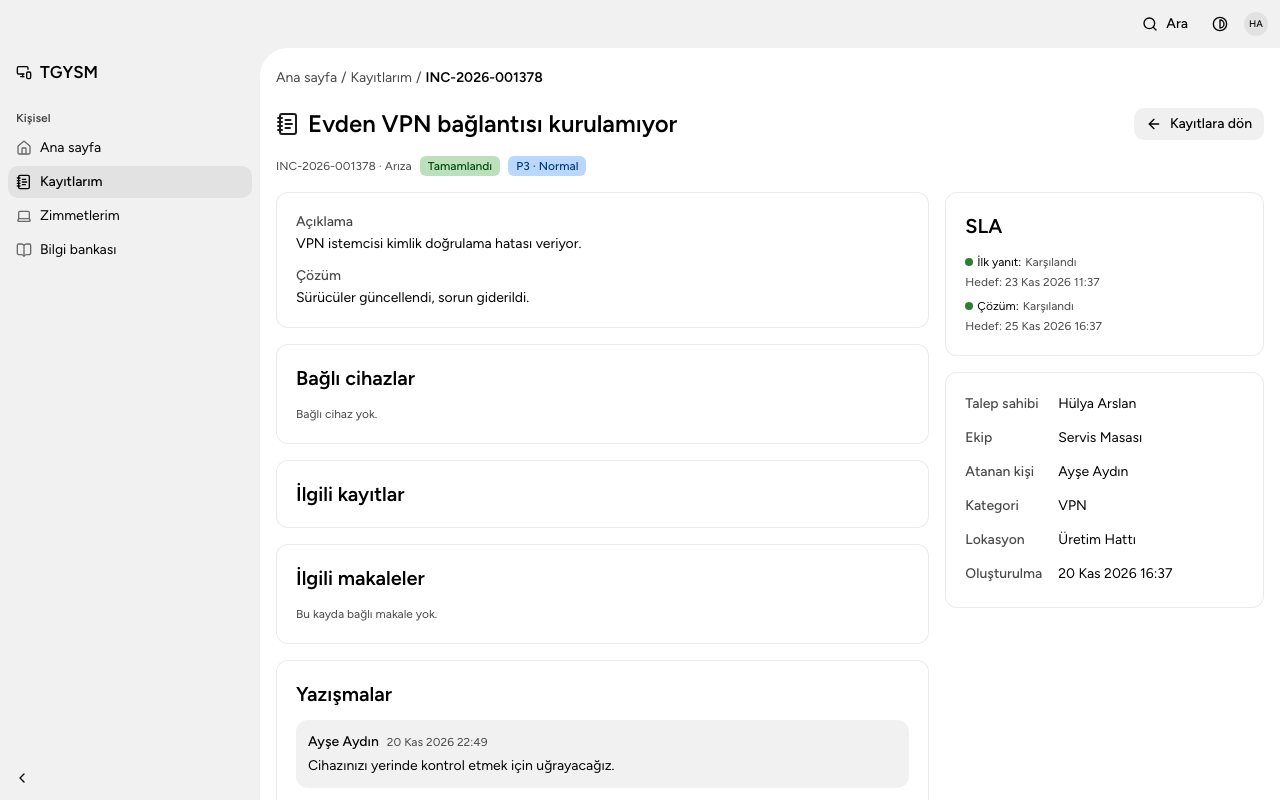 Ara
HA
TGYSM
Kişisel
Ana sayfa
Kayıtlarım
Zimmetlerim
Bilgi bankası
Ana sayfa / Kayıtlarım / INC-2026-001378
Evden VPN bağlantısı kurulamıyor
Kayıtlara dön
INC-2026-001378 · Arıza
Tamamlandı
P3 · Normal
Açıklama
VPN istemcisi kimlik doğrulama hatası veriyor.
Çözüm
Sürücüler güncellendi, sorun giderildi.
Bağlı cihazlar
Bağlı cihaz yok.
İlgili kayıtlar
İlgili makaleler
Bu kayda bağlı makale yok.
Yazışmalar
Ayşe Aydın 20 Kas 2026 22:49
Cihazınızı yerinde kontrol etmek için uğrayacağız.
SLA
İlk yanıt: Karşılandı
Hedef: 23 Kas 2026 11:37
Çözüm: Karşılandı
Hedef: 25 Kas 2026 16:37
Talep sahibi Hülya Arslan
Ekip Servis Masası
Atanan kişi Ayşe Aydın
Kategori VPN
Lokasyon Üretim Hattı
Oluşturulma 20 Kas 2026 16:37